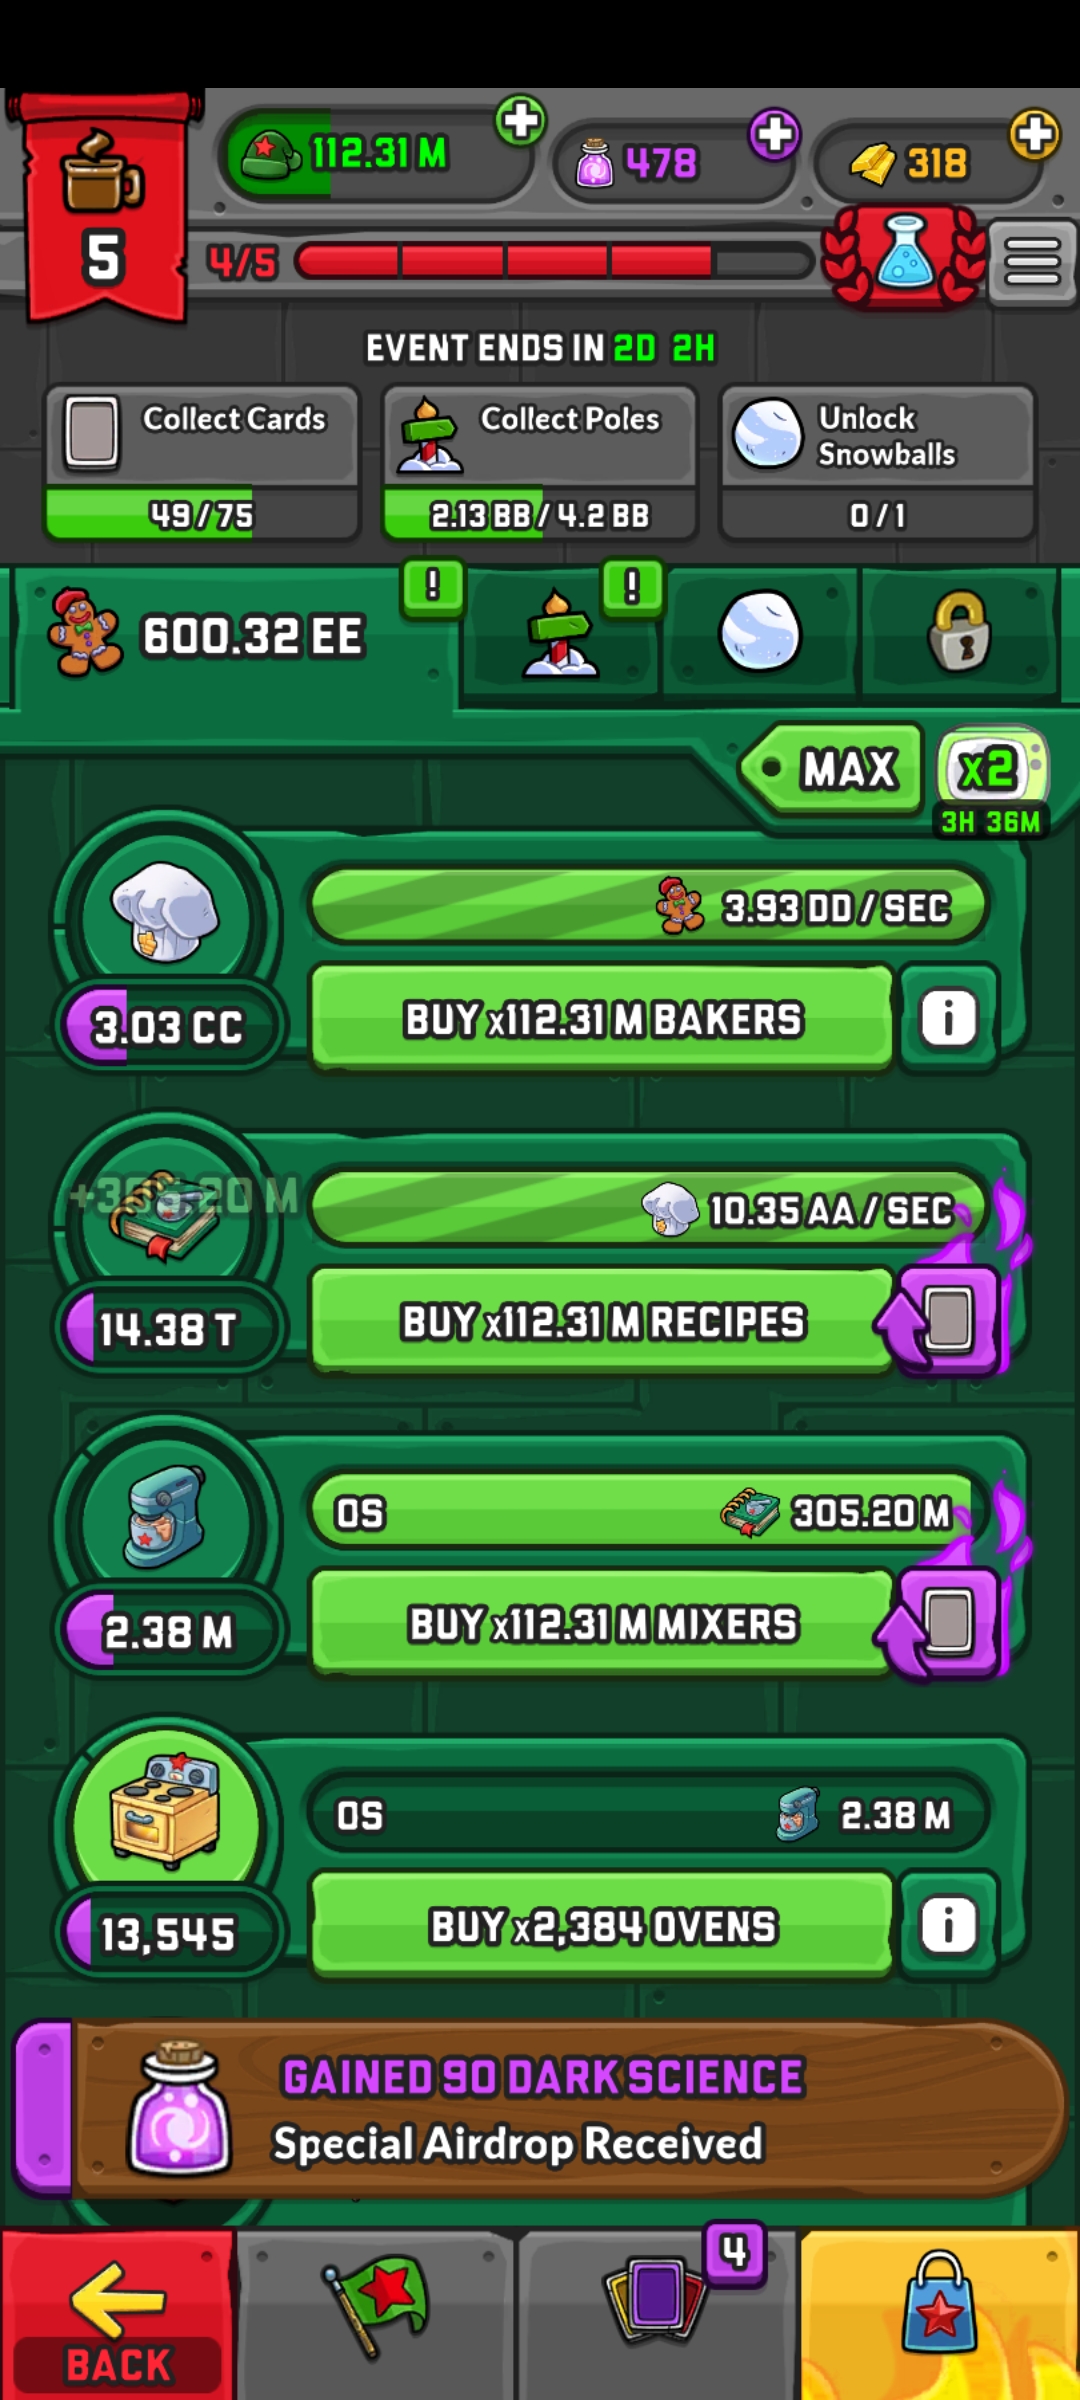 112.31 M
478
318
5
4/5
EVENT ENDS IN 2D 2H
Collect Cards
49/75
Collect Poles
2.13 BB/ 4.2 BB
Unlock
Snowballs
0/1
!
!
600.32 EE
MAX
x2
3H 36M
3.93 DD/SEC
3.03 CC
BUY x112.31 M BAKERS
i
10.35 AA/SEC
14.38 T
BUY x112.31 M RECIPES
0S
305.20 M
2.38 M
BUY x112.31 M MIXERS
0S
2.38 M
13,545
BUY x2,384 OVENS
i
GAINED 90 DARK SCIENCE
Special Airdrop Received
4
BACK